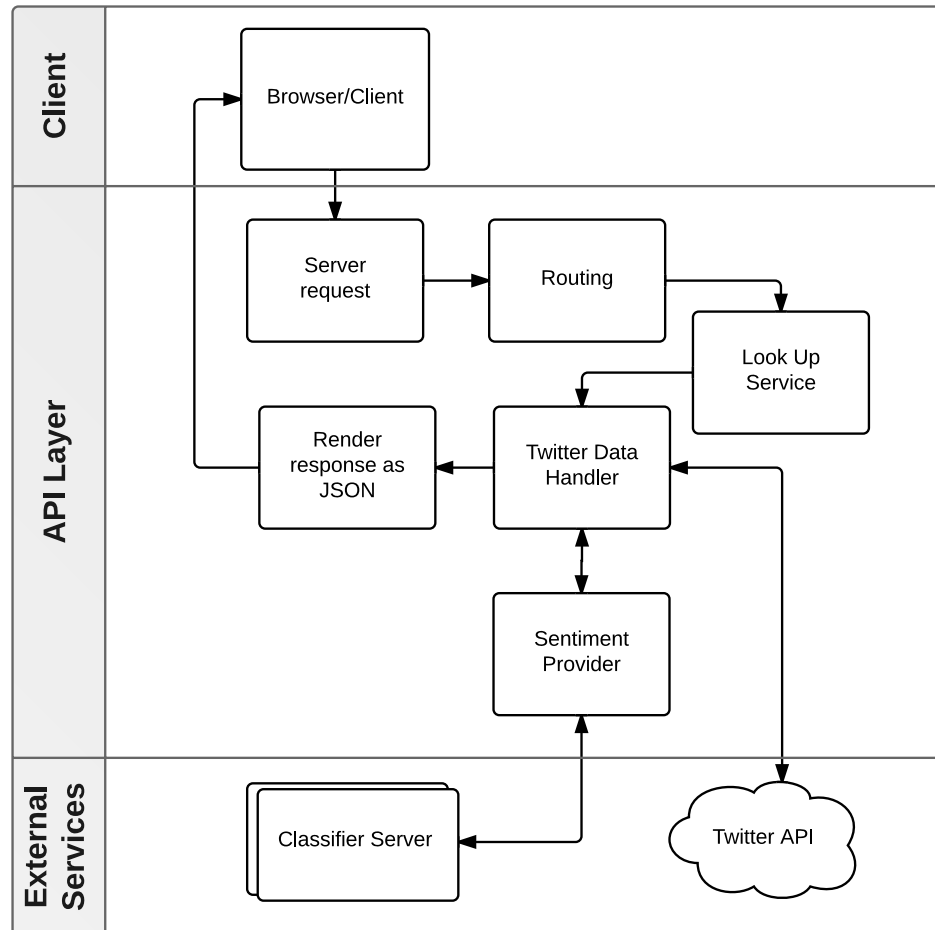 Client
Browser/Client
API Layer
Server
request
Routing
Look Up
Service
Render
response as
JSON
Twitter Data
Handler
Sentiment
Provider
External
Services
Classifier Server
Twitter API